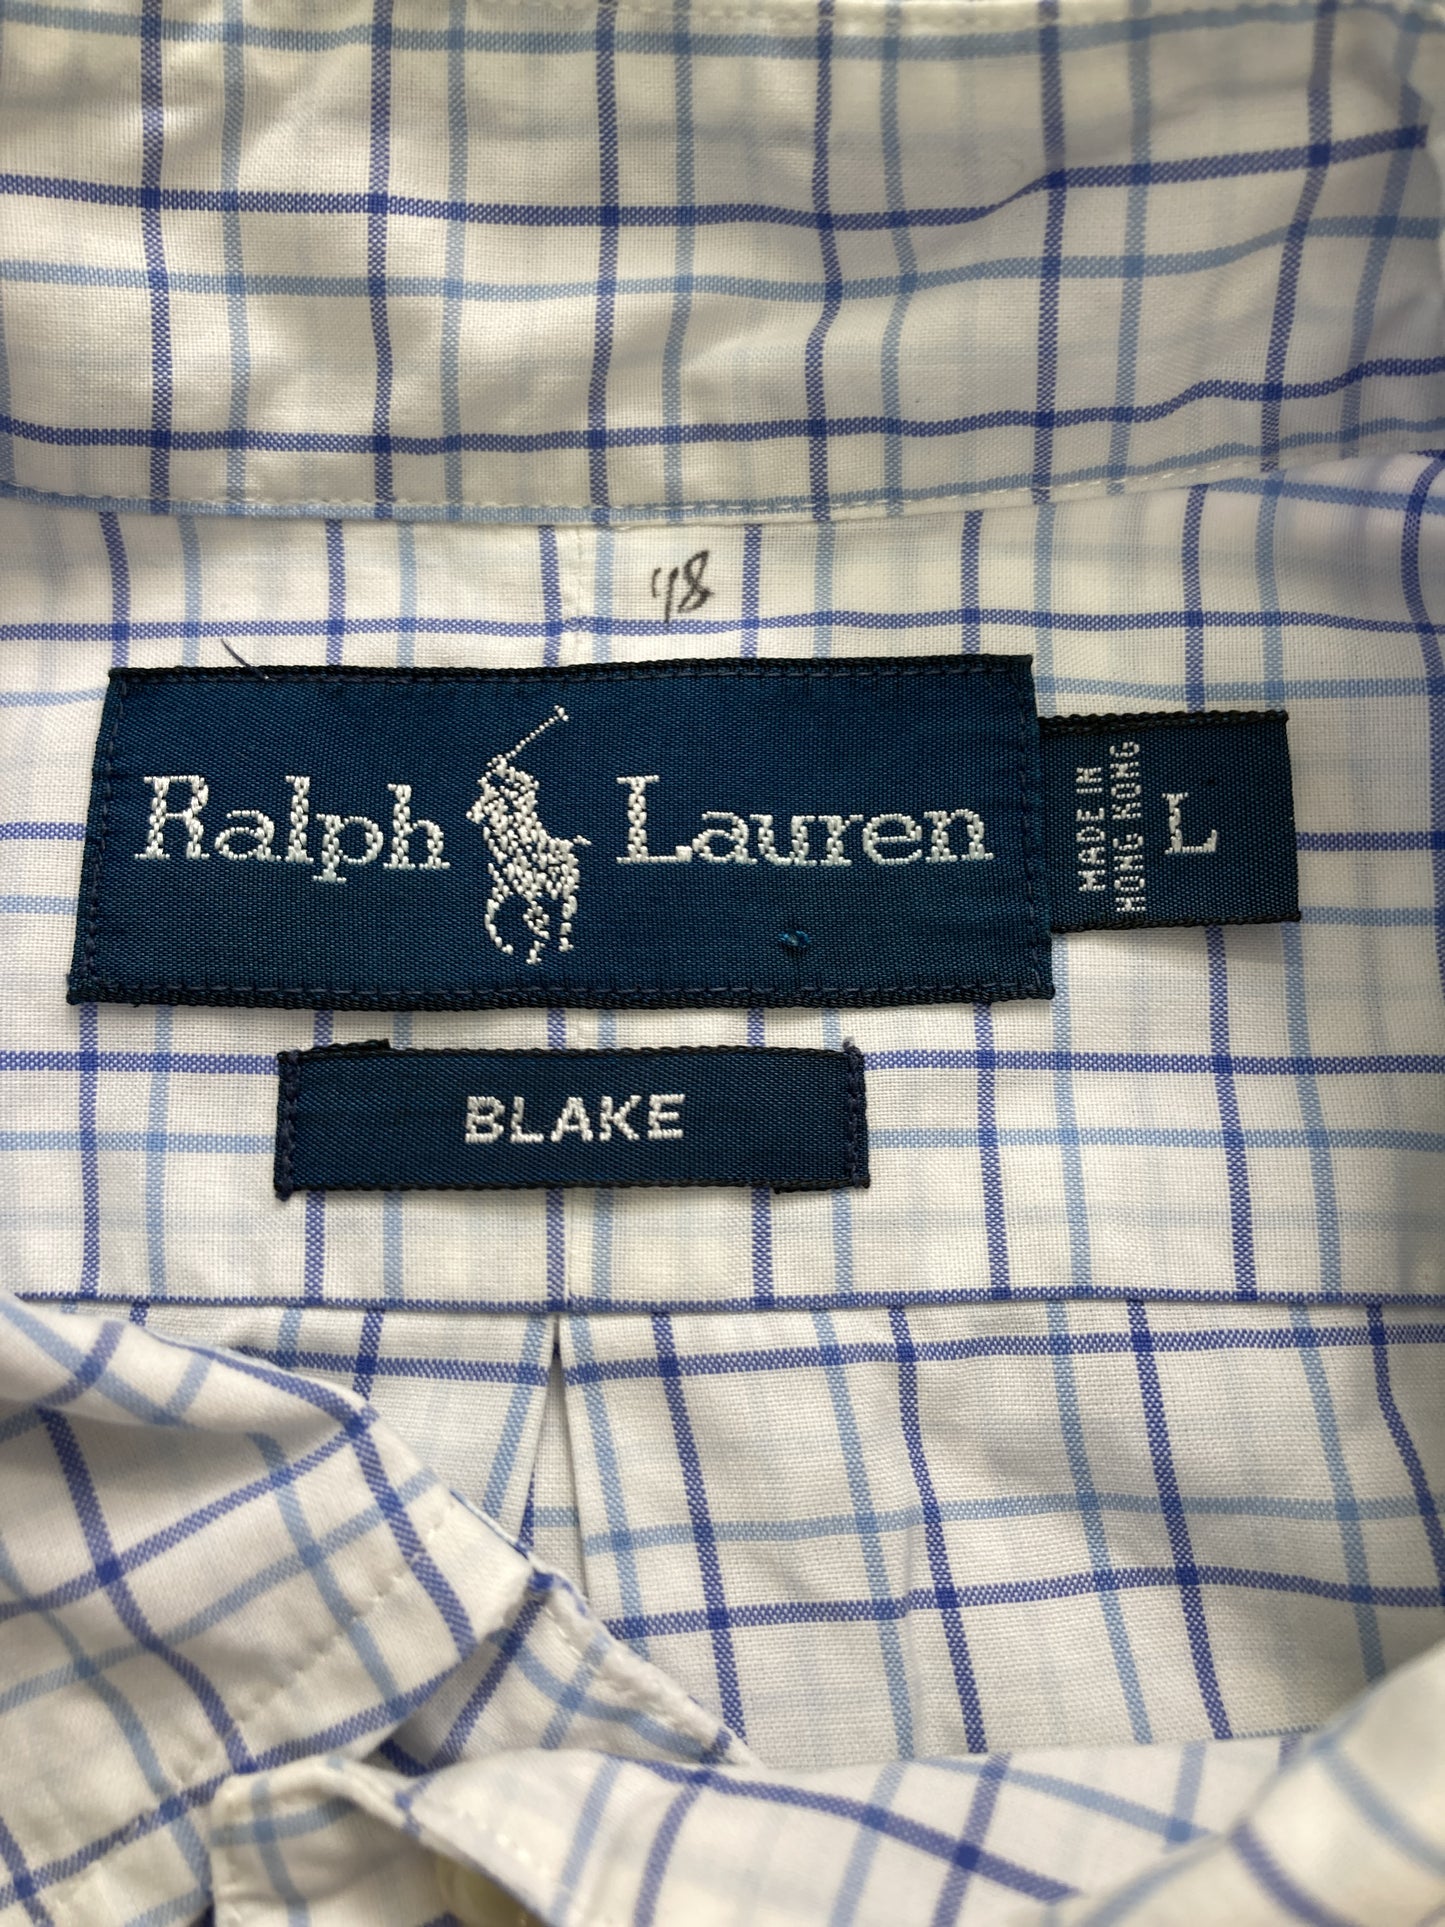 48
Ralph Lauren
MADE IN
HONG KONG
L
BLAKE